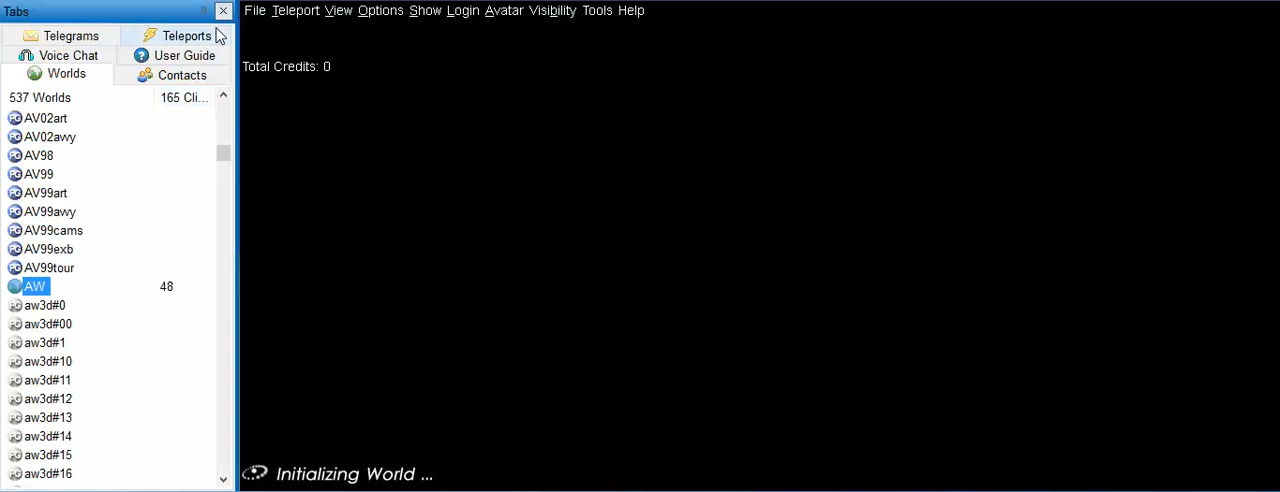 Tabs
File Teleport View Options Show Login Avatar Visibility Tools Help
Telegrams Teleports
Voice Chat User Guide
Worlds Contacts
Total Credits: 0
537 Worlds 165 Cli...
AV02art
AV02awy
AV98
AV99
AV99art
AV99awy
AV99cams
AV99exb
AV99tour
AW 48
aw3d#0
aw3d#00
aw3d#1
aw3d#10
aw3d#11
aw3d#12
aw3d#13
aw3d#14
aw3d#15
aw3d#16
Initializing World ...